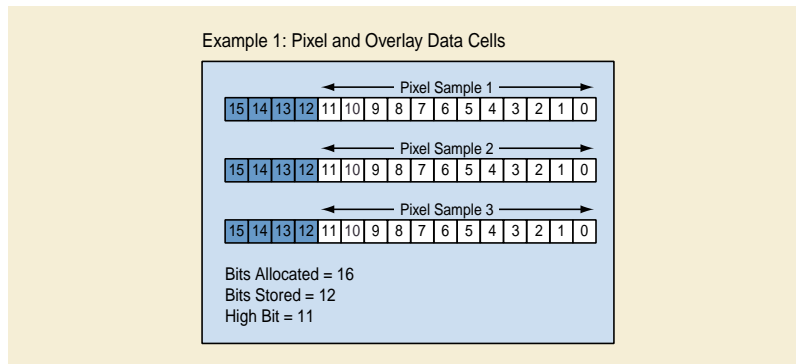 Example 1: Pixel and Overlay Data Cells
Pixel Sample 1
15 14 13 12 11 10 9 8 7 6 5 4 3 2 1 0
Pixel Sample 2
15 14 13 12 11 10 9 8 7 6 5 4 3 2 1 0
Pixel Sample 3
15 14 13 12 11 10 9 8 7 6 5 4 3 2 1 0
Bits Allocated = 16
Bits Stored = 12
High Bit = 11